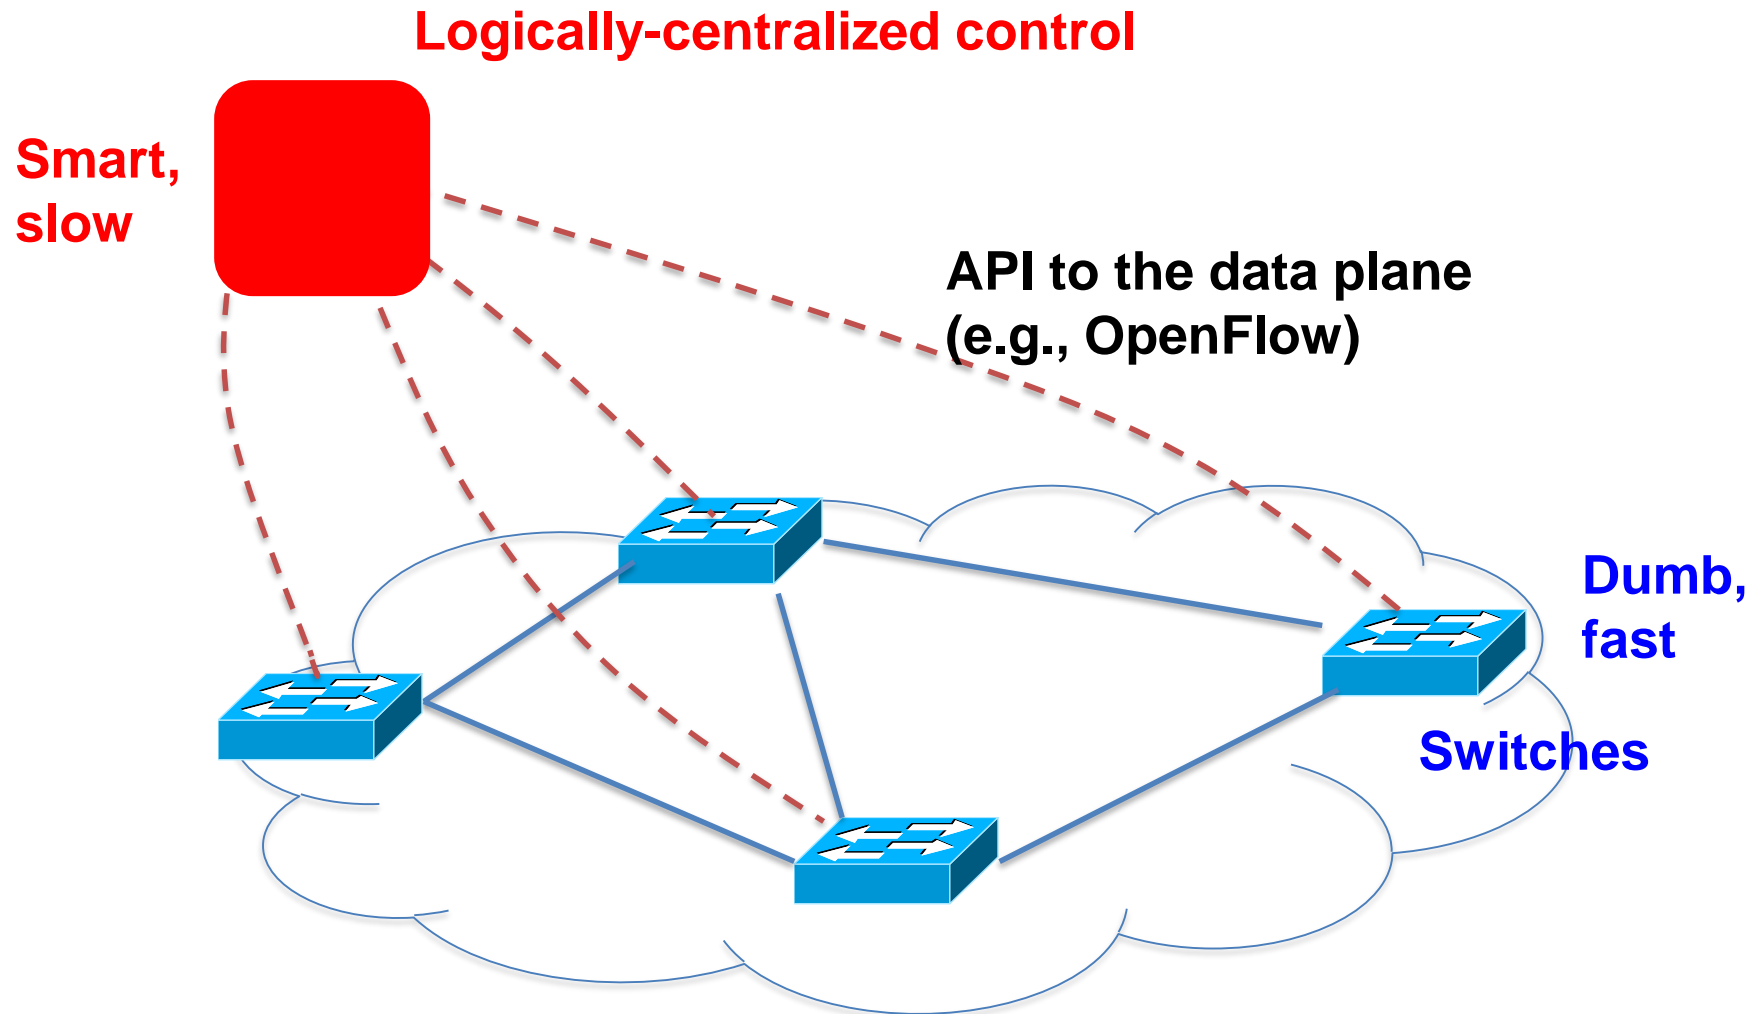 Logically-centralized control
Smart,
slow
API to the data plane
(e.g., OpenFlow)
Dumb,
fast
Switches